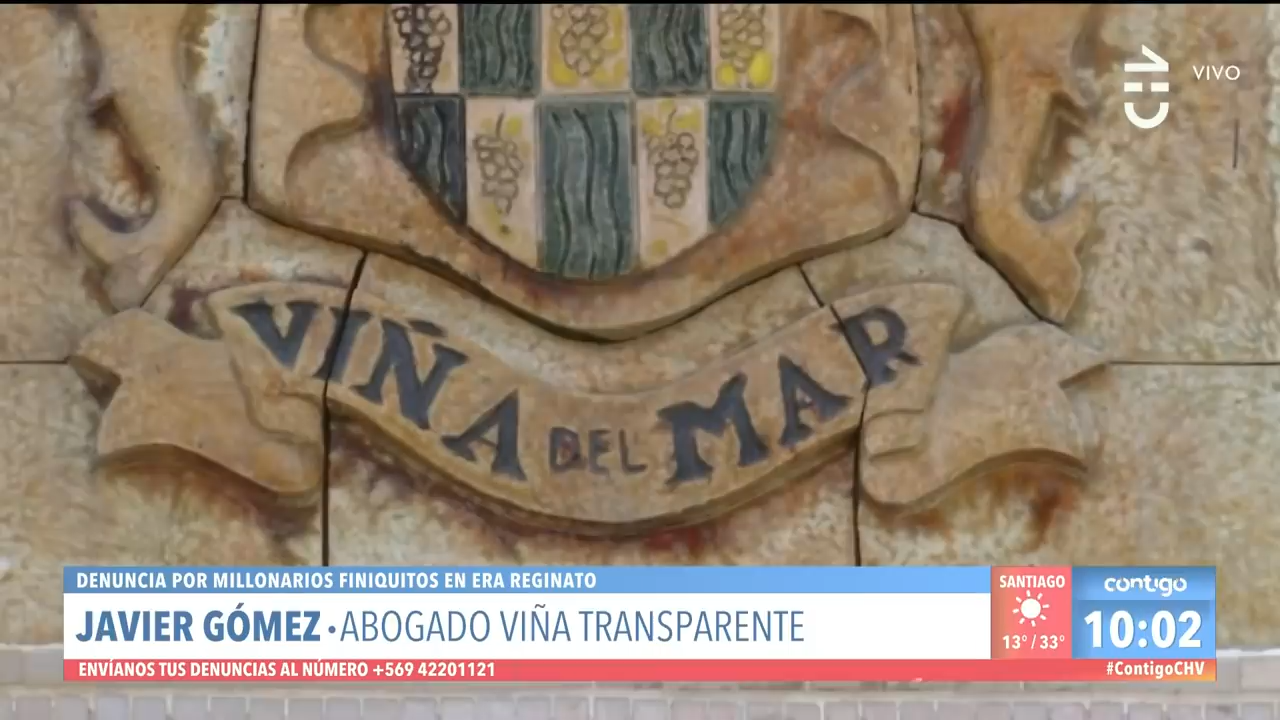 CHV VIVO
VIÑA DEL MAR
DENUNCIA POR MILLONARIOS FINIQUITOS EN ERA REGINATO
JAVIER GÓMEZ · ABOGADO VIÑA TRANSPARENTE
SANTIAGO
13° / 33°
contigo
10:02
ENVÍANOS TUS DENUNCIAS AL NÚMERO +569 42201121
#ContigoCHV